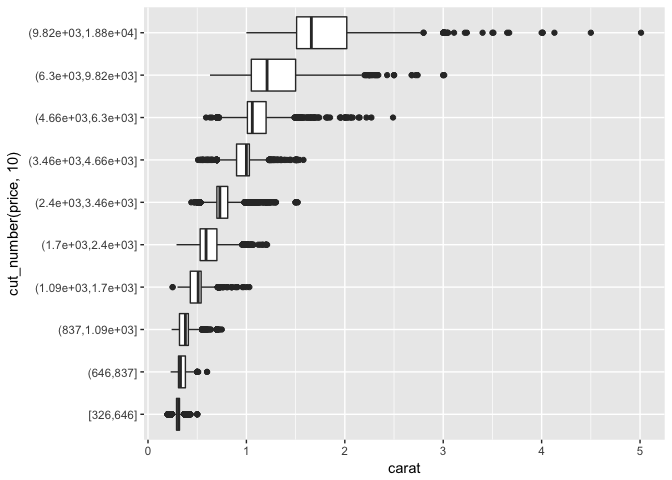 (9.82e+03,1.88e+04]
(6.3e+03,9.82e+03]
(4.66e+03,6.3e+03]
(3.46e+03,4.66e+03]
(2.4e+03,3.46e+03]
(1.7e+03,2.4e+03]
(1.09e+03,1.7e+03]
(837,1.09e+03]
(646,837]
[326,646]
cut_number(price, 10)
0 1 2 3 4 5
carat